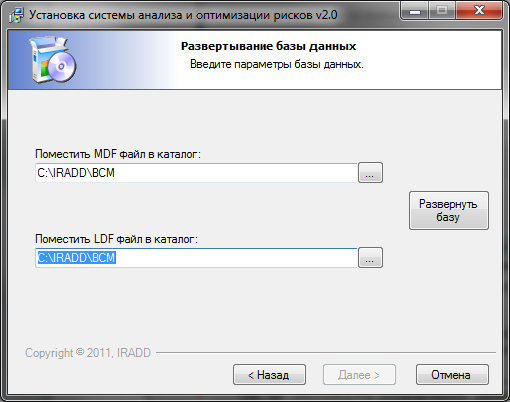 Установка системы анализа и оптимизации рисков v2.0
Развертывание базы данных
Введите параметры базы данных.
Поместить MDF файл в каталог:
C:\IRADD\BCM
...
Развернуть
базу
Поместить LDF файл в каталог:
C:\IRADD\BCM
...
Copyright © 2011, IRADD
< Назад
Далее >
Отмена